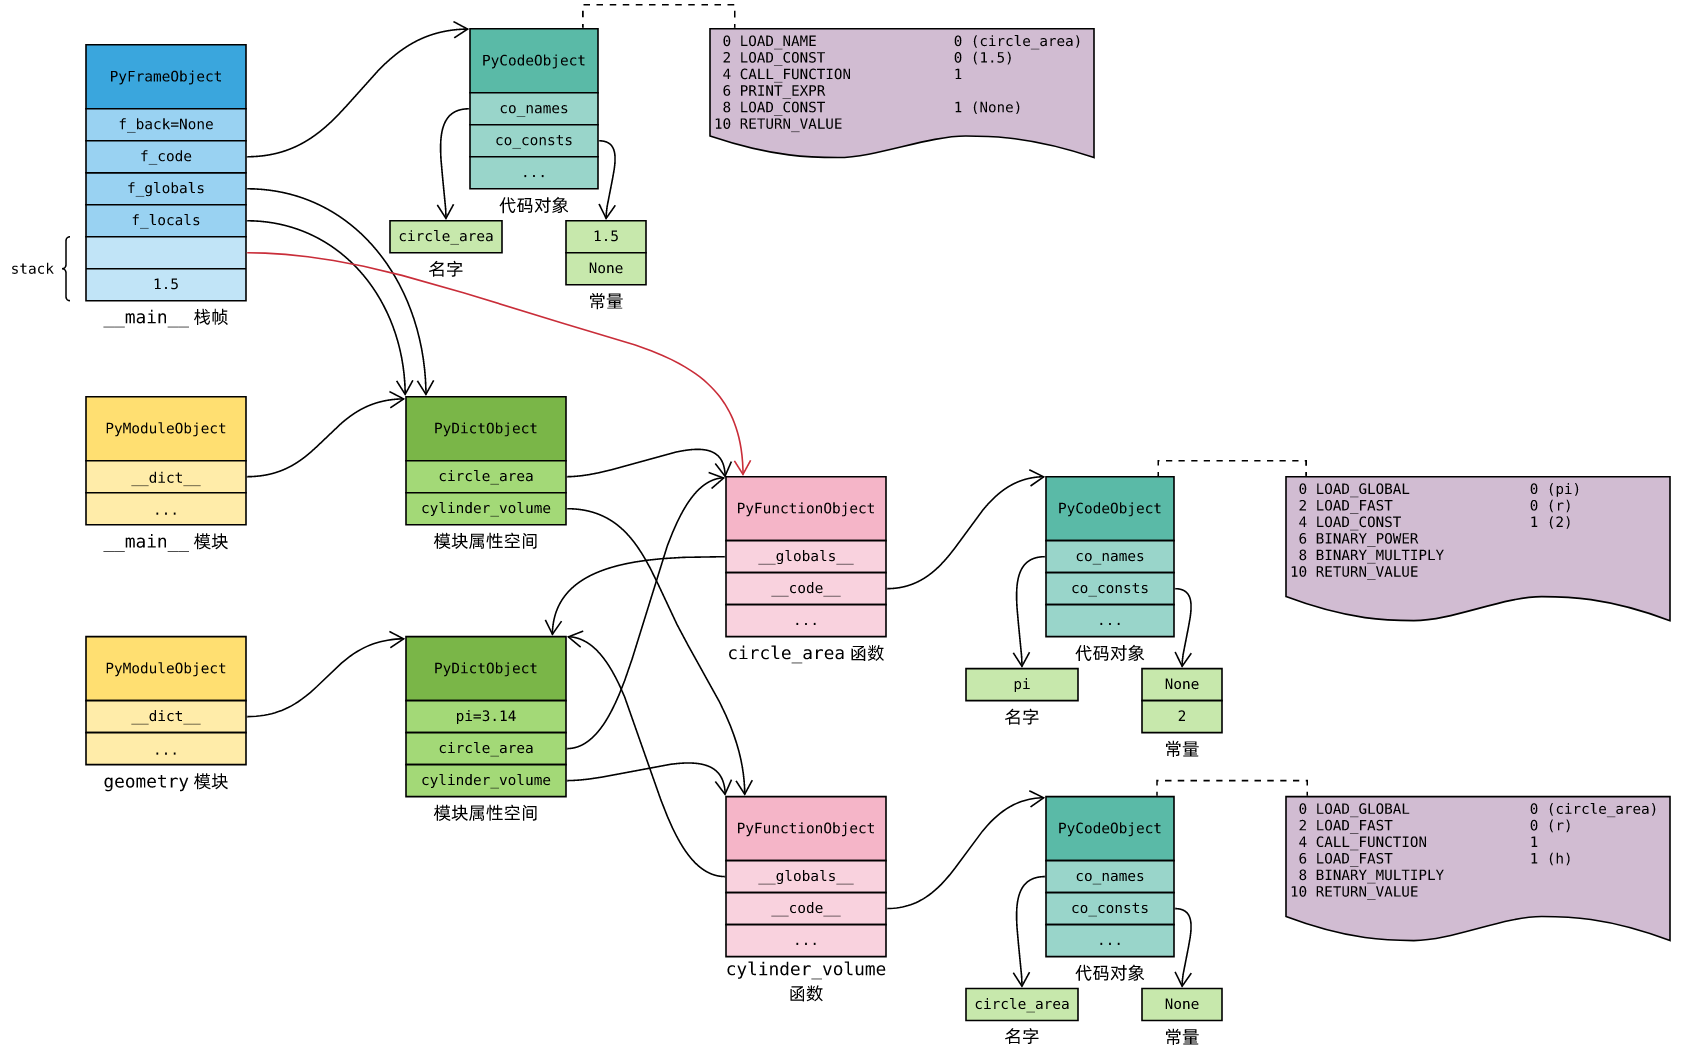 PyFrameObject
f_back=None
f_code
f_globals
f_locals
stack
1.5
__main__ 栈帧
PyCodeObject
co_names
co_consts
...
代码对象
circle_area
名字
1.5
None
常量
0 LOAD_NAME 0 (circle_area)
2 LOAD_CONST 0 (1.5)
4 CALL_FUNCTION 1
6 PRINT_EXPR
8 LOAD_CONST 1 (None)
10 RETURN_VALUE
PyModuleObject
__dict__
...
__main__ 模块
PyDictObject
circle_area
cylinder_volume
模块属性空间
PyFunctionObject
__globals__
__code__
...
circle_area 函数
PyCodeObject
co_names
co_consts
...
代码对象
pi
名字
None
2
常量
0 LOAD_GLOBAL 0 (pi)
2 LOAD_FAST 0 (r)
4 LOAD_CONST 1 (2)
6 BINARY_POWER
8 BINARY_MULTIPLY
10 RETURN_VALUE
PyModuleObject
__dict__
...
geometry 模块
PyDictObject
pi=3.14
circle_area
cylinder_volume
模块属性空间
PyFunctionObject
__globals__
__code__
...
cylinder_volume
函数
PyCodeObject
co_names
co_consts
...
代码对象
circle_area
名字
None
常量
0 LOAD_GLOBAL 0 (circle_area)
2 LOAD_FAST 0 (r)
4 CALL_FUNCTION 1
6 LOAD_FAST 1 (h)
8 BINARY_MULTIPLY
10 RETURN_VALUE